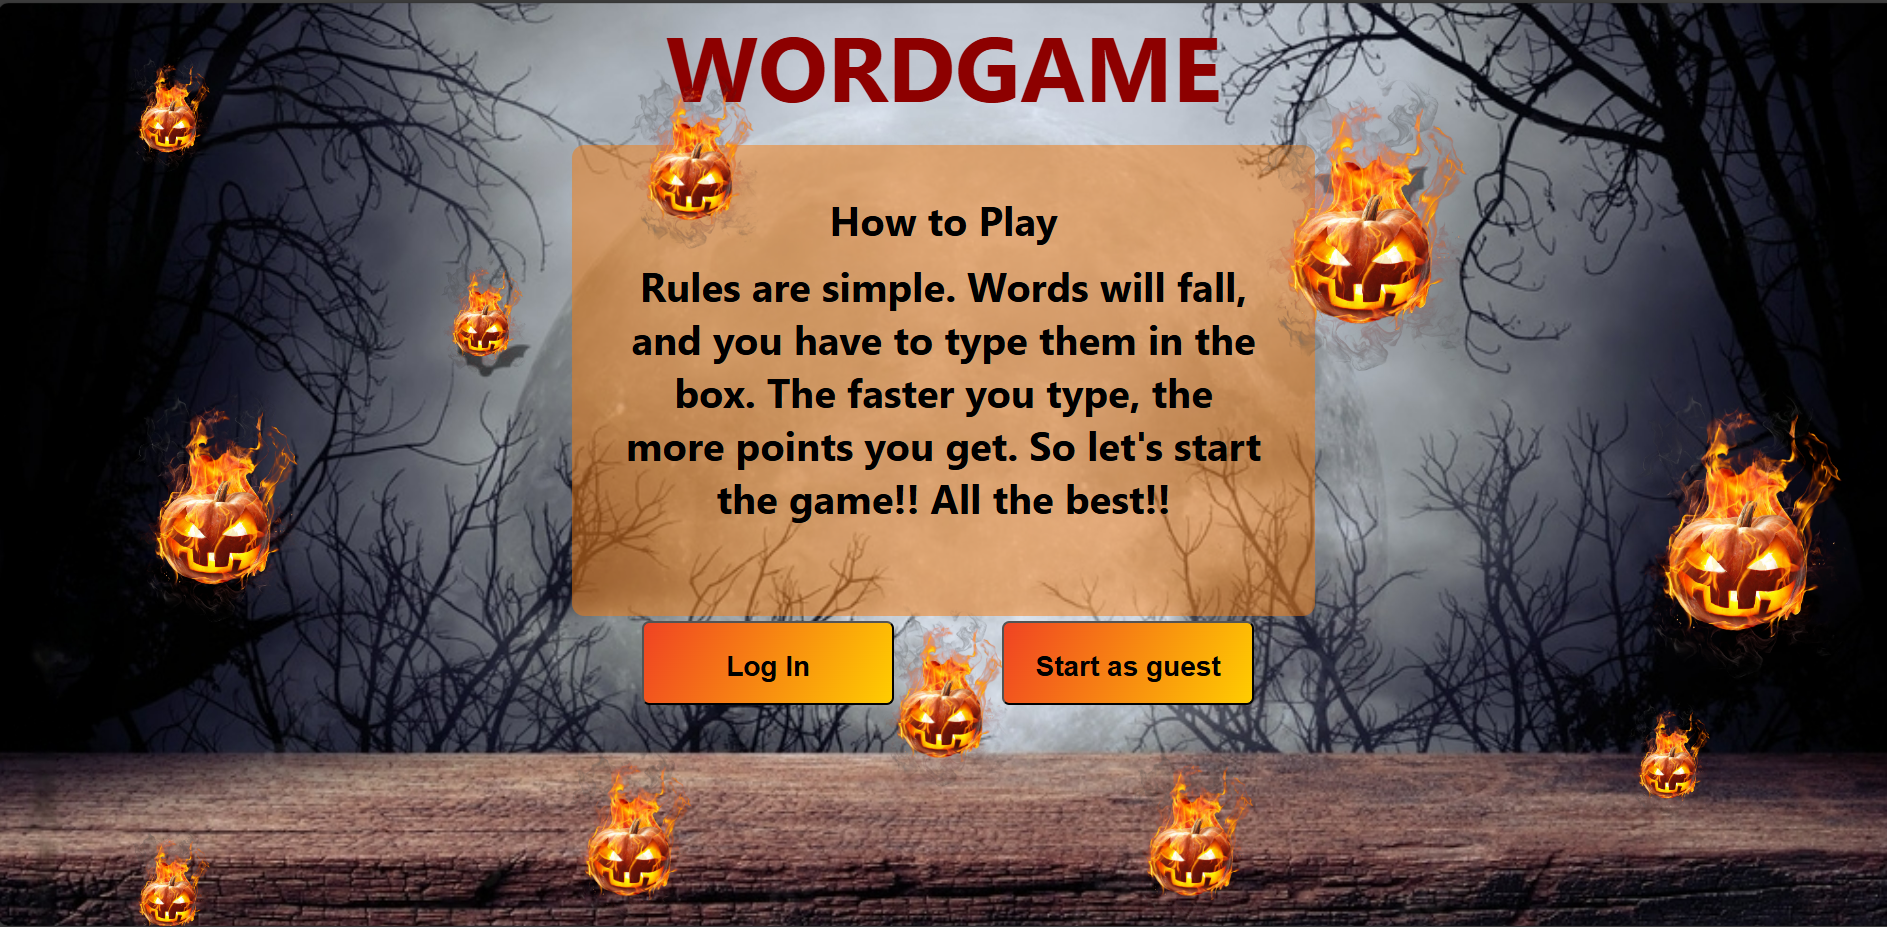 WORDGAME
How to Play
Rules are simple. Words will fall,
and you have to type them in the
box. The faster you type, the
more points you get. So let's start
the game!! All the best!!
Log In
Start as guest